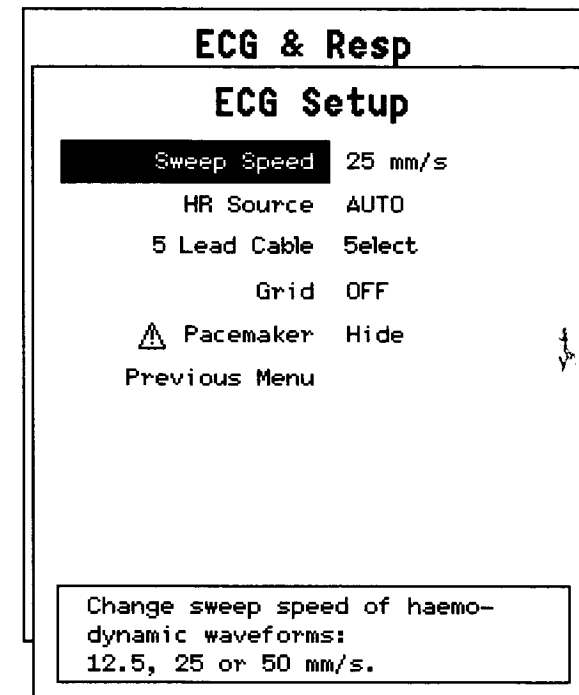 ECG & Resp
ECG Setup
Sweep Speed 25 mm/s
HR Source AUTO
5 Lead Cable 5elect
Grid OFF
⚠ Pacemaker Hide
Previous Menu
Change sweep speed of haemo-
dynamic waveforms:
12.5, 25 or 50 mm/s.